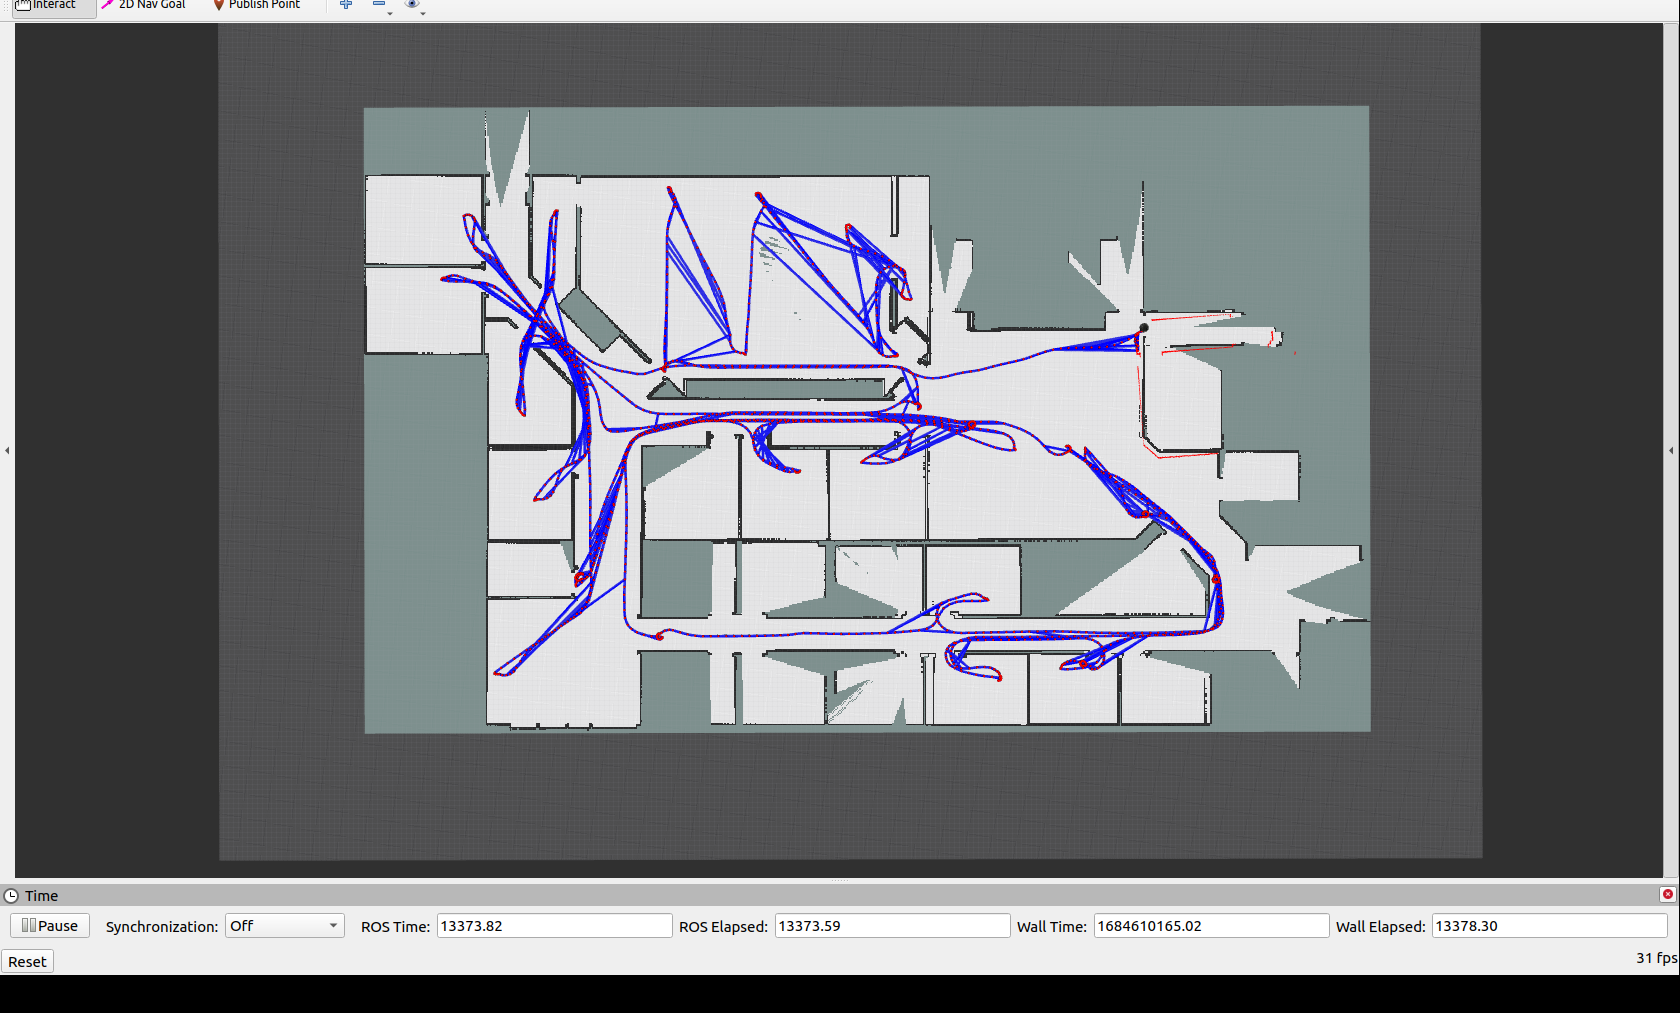 Interact 2D Nav Goal Publish Point
Time
Pause Synchronization: Off ROS Time: 13373.82 ROS Elapsed: 13373.59 Wall Time: 1684610165.02 Wall Elapsed: 13378.30
Reset 31 fps